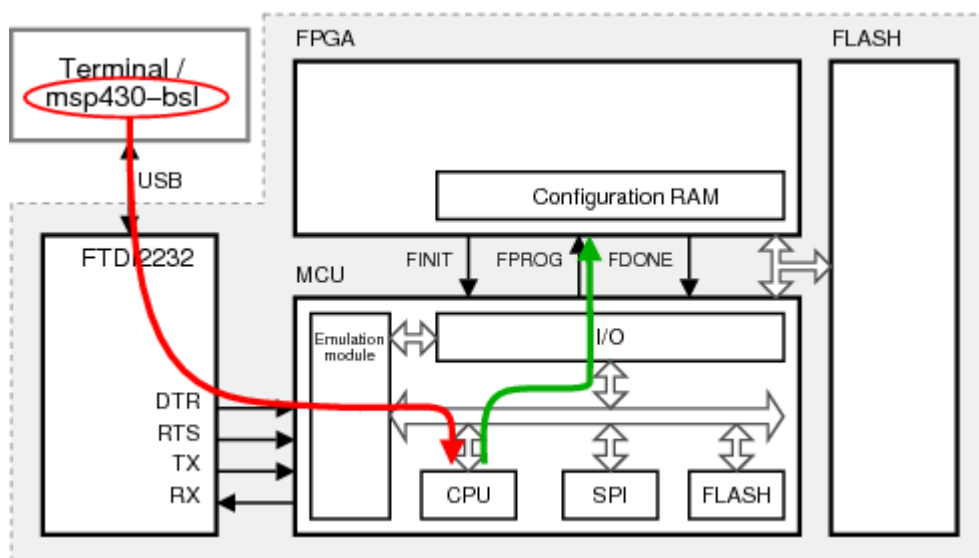 FPGA
FLASH
Terminal /
msp430–bsl
USB
Configuration RAM
FTDI2232
FINIT
FPROG
FDONE
MCU
Emulation
module
I/O
DTR
RTS
TX
RX
CPU
SPI
FLASH